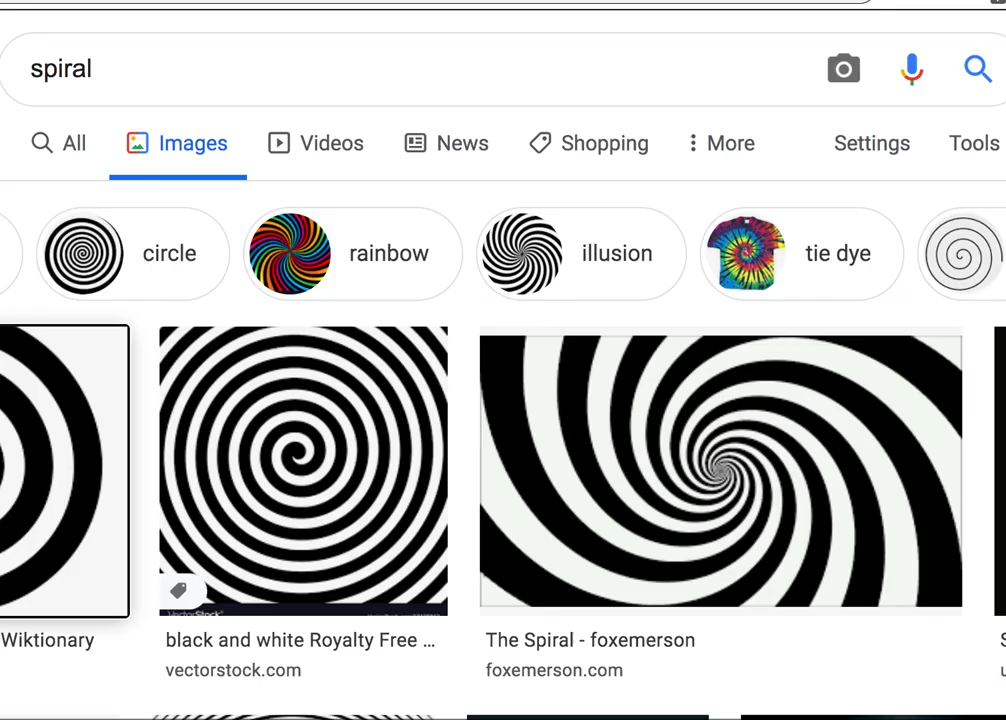 spiral
All Images Videos News Shopping More Settings Tools
circle rainbow illusion tie dye
VectorStock
Wiktionary black and white Royalty Free ... The Spiral - foxemerson
vectorstock.com foxemerson.com